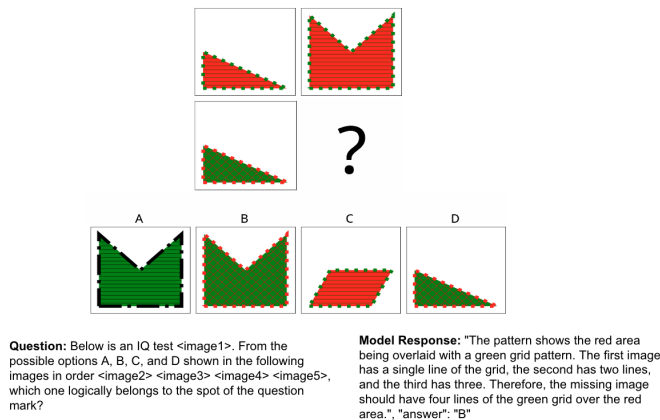 ?
A B C D
Question: Below is an IQ test <image1>. From the
possible options A, B, C, and D shown in the following
images in order <image2> <image3> <image4> <image5>,
which one logically belongs to the spot of the question
mark?
Model Response: "The pattern shows the red area
being overlaid with a green grid pattern. The first image
has a single line of the grid, the second has two lines,
and the third has three. Therefore, the missing image
should have four lines of the green grid over the red
area.", "answer": "B"